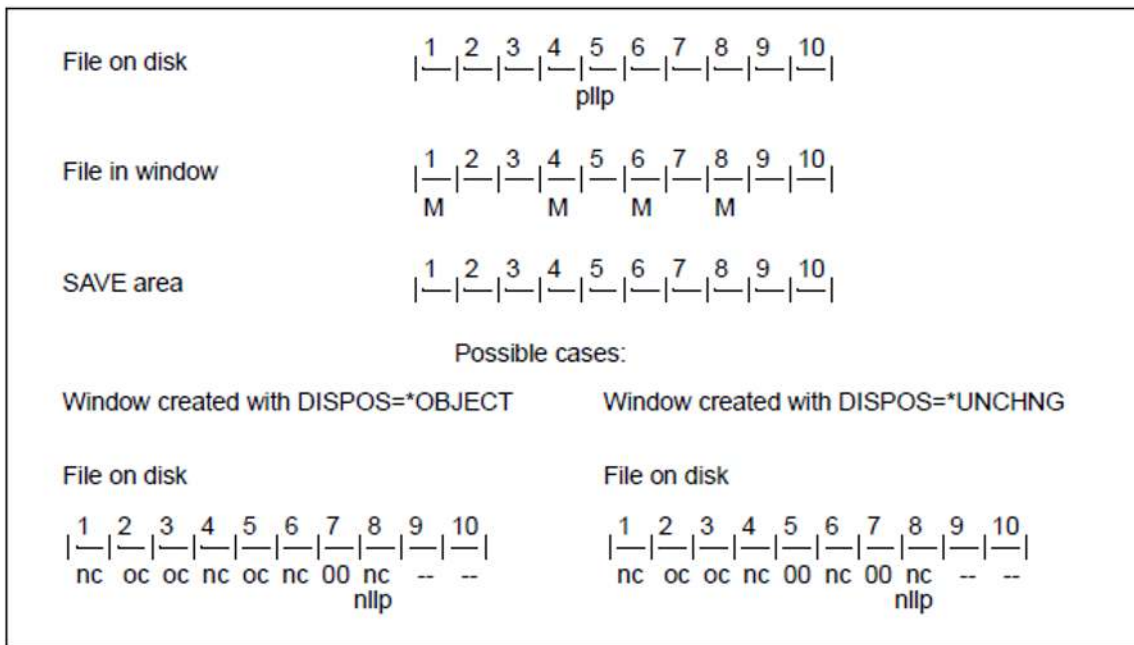 File on disk 1 2 3 4 5 6 7 8 9 10
pllp
File in window 1 2 3 4 5 6 7 8 9 10
M M M M
SAVE area 1 2 3 4 5 6 7 8 9 10
Possible cases:
Window created with DISPOS=*OBJECT Window created with DISPOS=*UNCHNG
File on disk File on disk
1 2 3 4 5 6 7 8 9 10 1 2 3 4 5 6 7 8 9 10
nc oc oc nc oc nc 00 nc -- -- nc oc oc nc 00 nc 00 nc -- --
nllp nllp